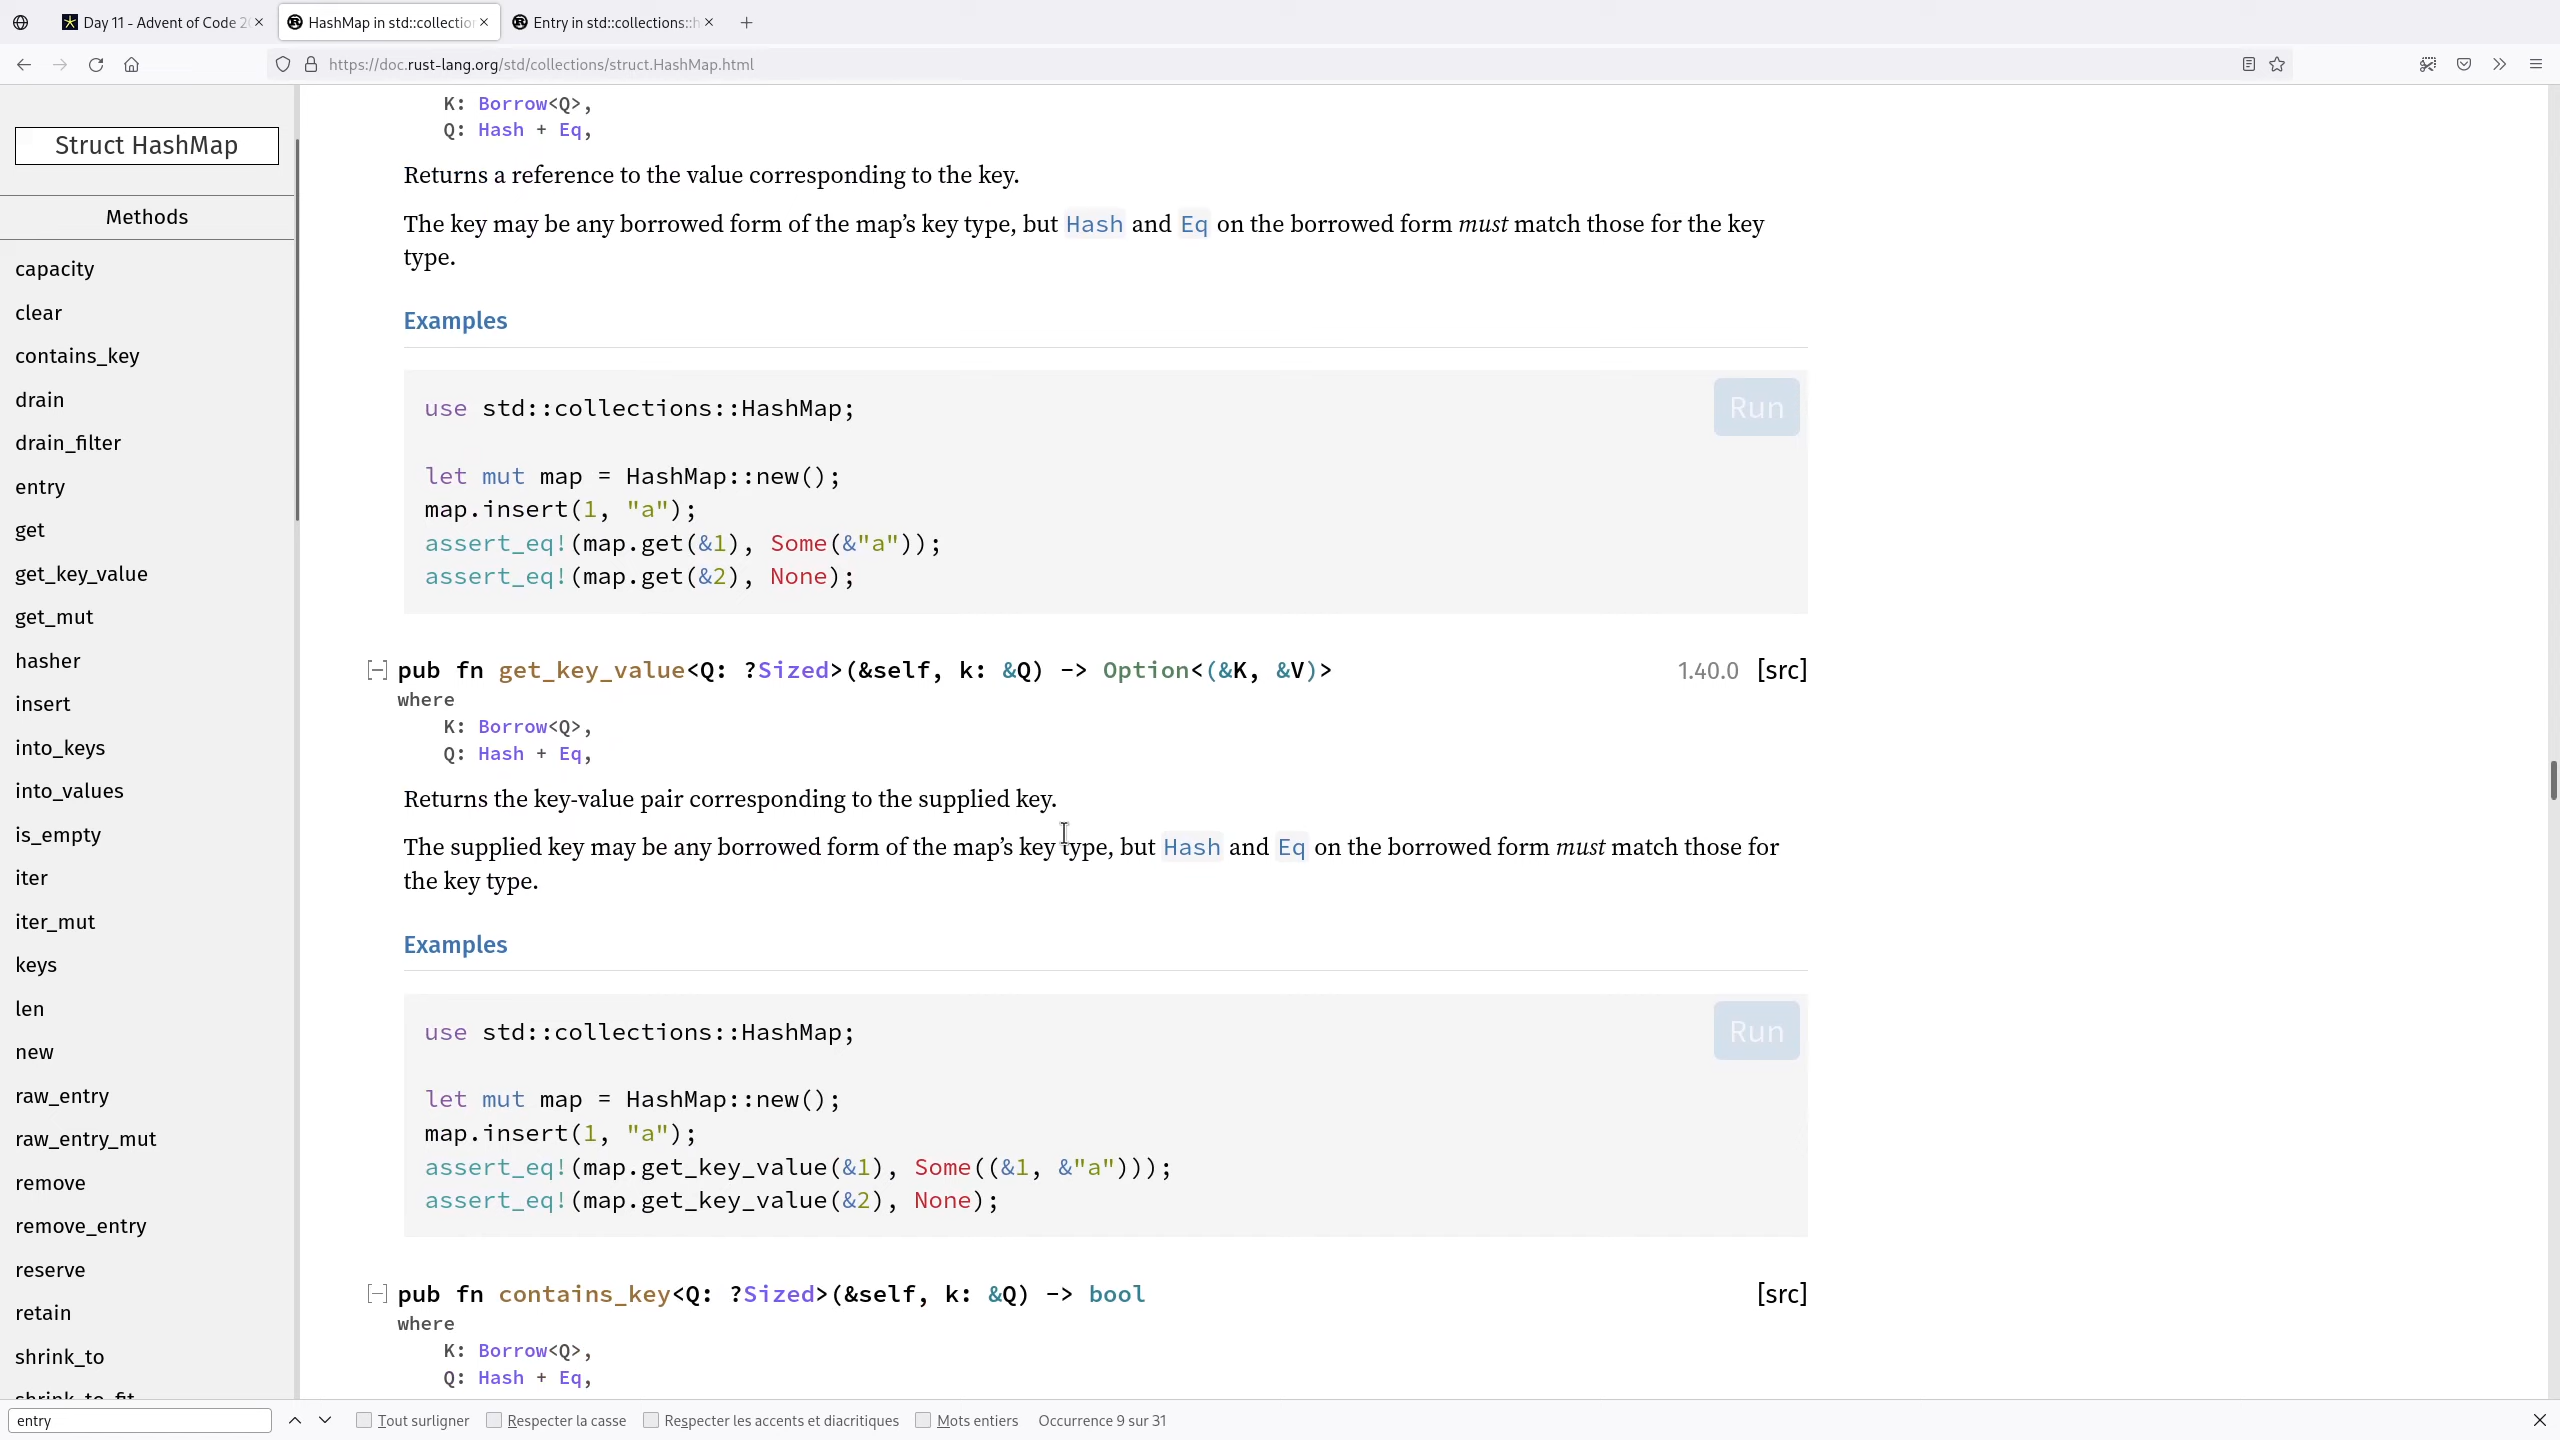 Day 11 - Advent of Code 20
HashMap in std::collectio
Entry in std::collections::h
https://doc.rust-lang.org/std/collections/struct.HashMap.html
Struct HashMap
Methods
capacity
clear
contains_key
drain
drain_filter
entry
get
get_key_value
get_mut
hasher
insert
into_keys
into_values
is_empty
iter
iter_mut
keys
len
new
raw_entry
raw_entry_mut
remove
remove_entry
reserve
retain
shrink_to
shrink_to_fit
K: Borrow<Q>,
Q: Hash + Eq,
Returns a reference to the value corresponding to the key.
The key may be any borrowed form of the map’s key type, but Hash and Eq on the borrowed form must match those for the key
type.
Examples
Run
use std::collections::HashMap;
let mut map = HashMap::new();
map.insert(1, "a");
assert_eq!(map.get(&1), Some(&"a"));
assert_eq!(map.get(&2), None);
[-] pub fn get_key_value<Q: ?Sized>(&self, k: &Q) -> Option<(&K, &V)> 1.40.0 [src]
where
K: Borrow<Q>,
Q: Hash + Eq,
Returns the key-value pair corresponding to the supplied key.
The supplied key may be any borrowed form of the map’s key type, but Hash and Eq on the borrowed form must match those for
the key type.
Examples
Run
use std::collections::HashMap;
let mut map = HashMap::new();
map.insert(1, "a");
assert_eq!(map.get_key_value(&1), Some((&1, &"a")));
assert_eq!(map.get_key_value(&2), None);
[-] pub fn contains_key<Q: ?Sized>(&self, k: &Q) -> bool [src]
where
K: Borrow<Q>,
Q: Hash + Eq,
entry Tout surligner Respecter la casse Respecter les accents et diacritiques Mots entiers Occurrence 9 sur 31